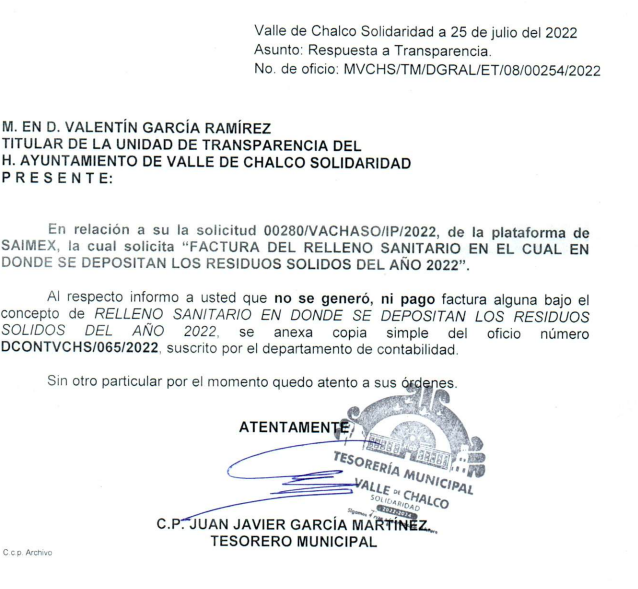 Valle de Chalco Solidaridad a 25 de julio del 2022
Asunto: Respuesta a Transparencia.
No. de oficio: MVCHS/TM/DGRAL/ET/08/00254/2022
M. EN D. VALENTÍN GARCÍA RAMÍREZ
TITULAR DE LA UNIDAD DE TRANSPARENCIA DEL
H. AYUNTAMIENTO DE VALLE DE CHALCO SOLIDARIDAD
P R E S E N T E:
En relación a su la solicitud 00280/VACHASO/IP/2022, de la plataforma de
SAIMEX, la cual solicita “FACTURA DEL RELLENO SANITARIO EN EL CUAL EN
DONDE SE DEPOSITAN LOS RESIDUOS SOLIDOS DEL AÑO 2022”.
Al respecto informo a usted que no se generó, ni pago factura alguna bajo el
concepto de RELLENO SANITARIO EN DONDE SE DEPOSITAN LOS RESIDUOS
SOLIDOS DEL AÑO 2022, se anexa copia simple del oficio número
DCONTVCHS/065/2022, suscrito por el departamento de contabilidad.
Sin otro particular por el momento quedo atento a sus órdenes.
ATENTAMENTE
TESORERÍA MUNICIPAL
VALLE DE CHALCO
SOLIDARIDAD
2022-2024
C.P. JUAN JAVIER GARCÍA MARTÍNEZ
TESORERO MUNICIPAL
C.c.p. Archivo